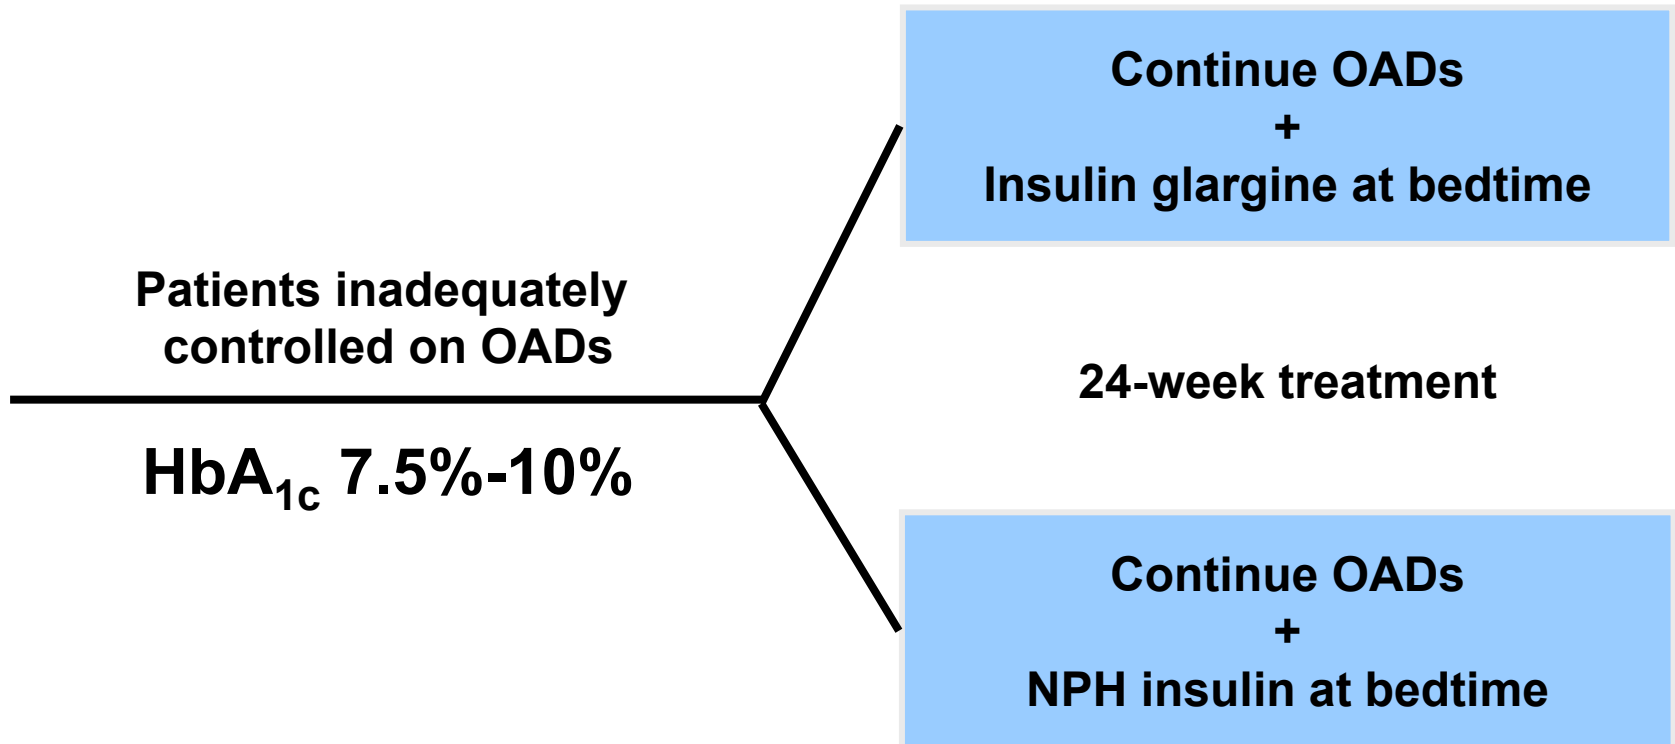 Patients inadequately
controlled on OADs
HbA1c 7.5%-10%
Continue OADs
+
Insulin glargine at bedtime
24-week treatment
Continue OADs
+
NPH insulin at bedtime